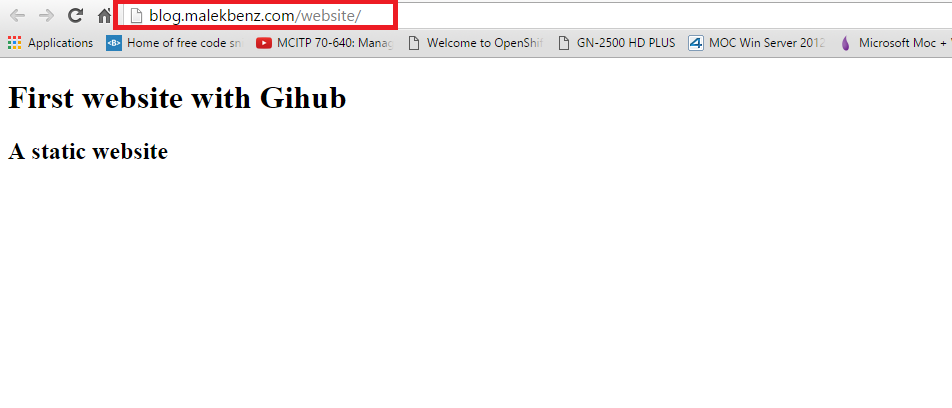 blog.malekbenz.com/website/
Applications <B> Home of free code sn MCITP 70-640: Manag Welcome to OpenShif GN-2500 HD PLUS 4 MOC Win Server 2012 Microsoft Moc +
First website with Gihub
A static website